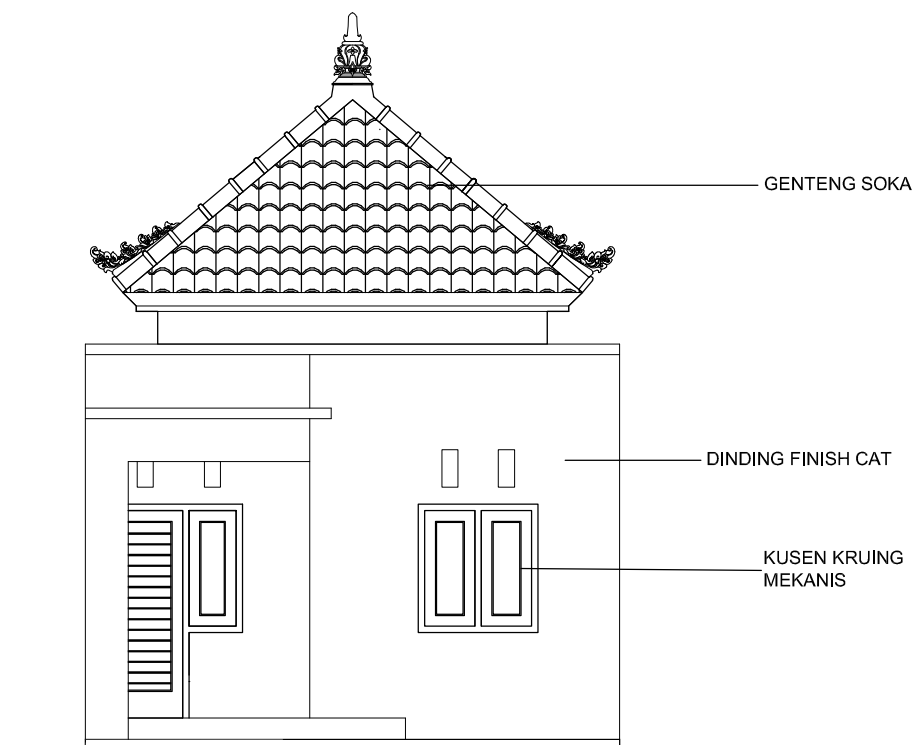 GENTENG SOKA
DINDING FINISH CAT
KUSEN KRUING
MEKANIS